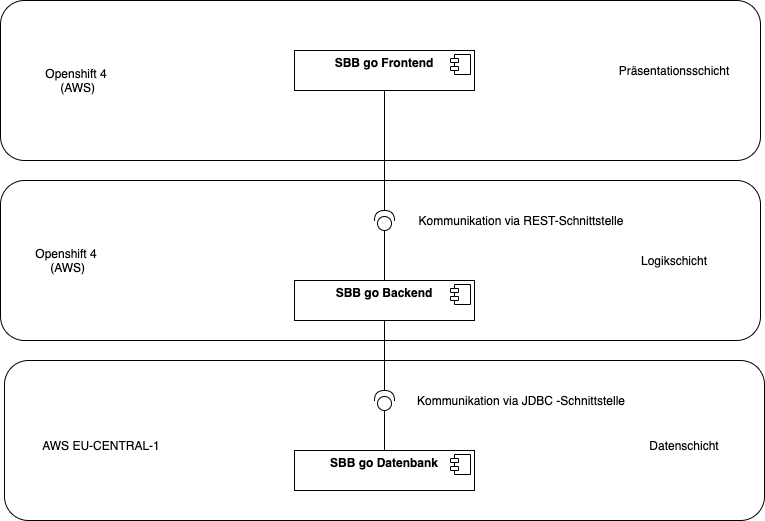 SBB go Frontend
Openshift 4
(AWS)
Präsentationsschicht
Kommunikation via REST-Schnittstelle
Openshift 4
(AWS)
Logikschicht
SBB go Backend
Kommunikation via JDBC -Schnittstelle
AWS EU-CENTRAL-1
Datenschicht
SBB go Datenbank